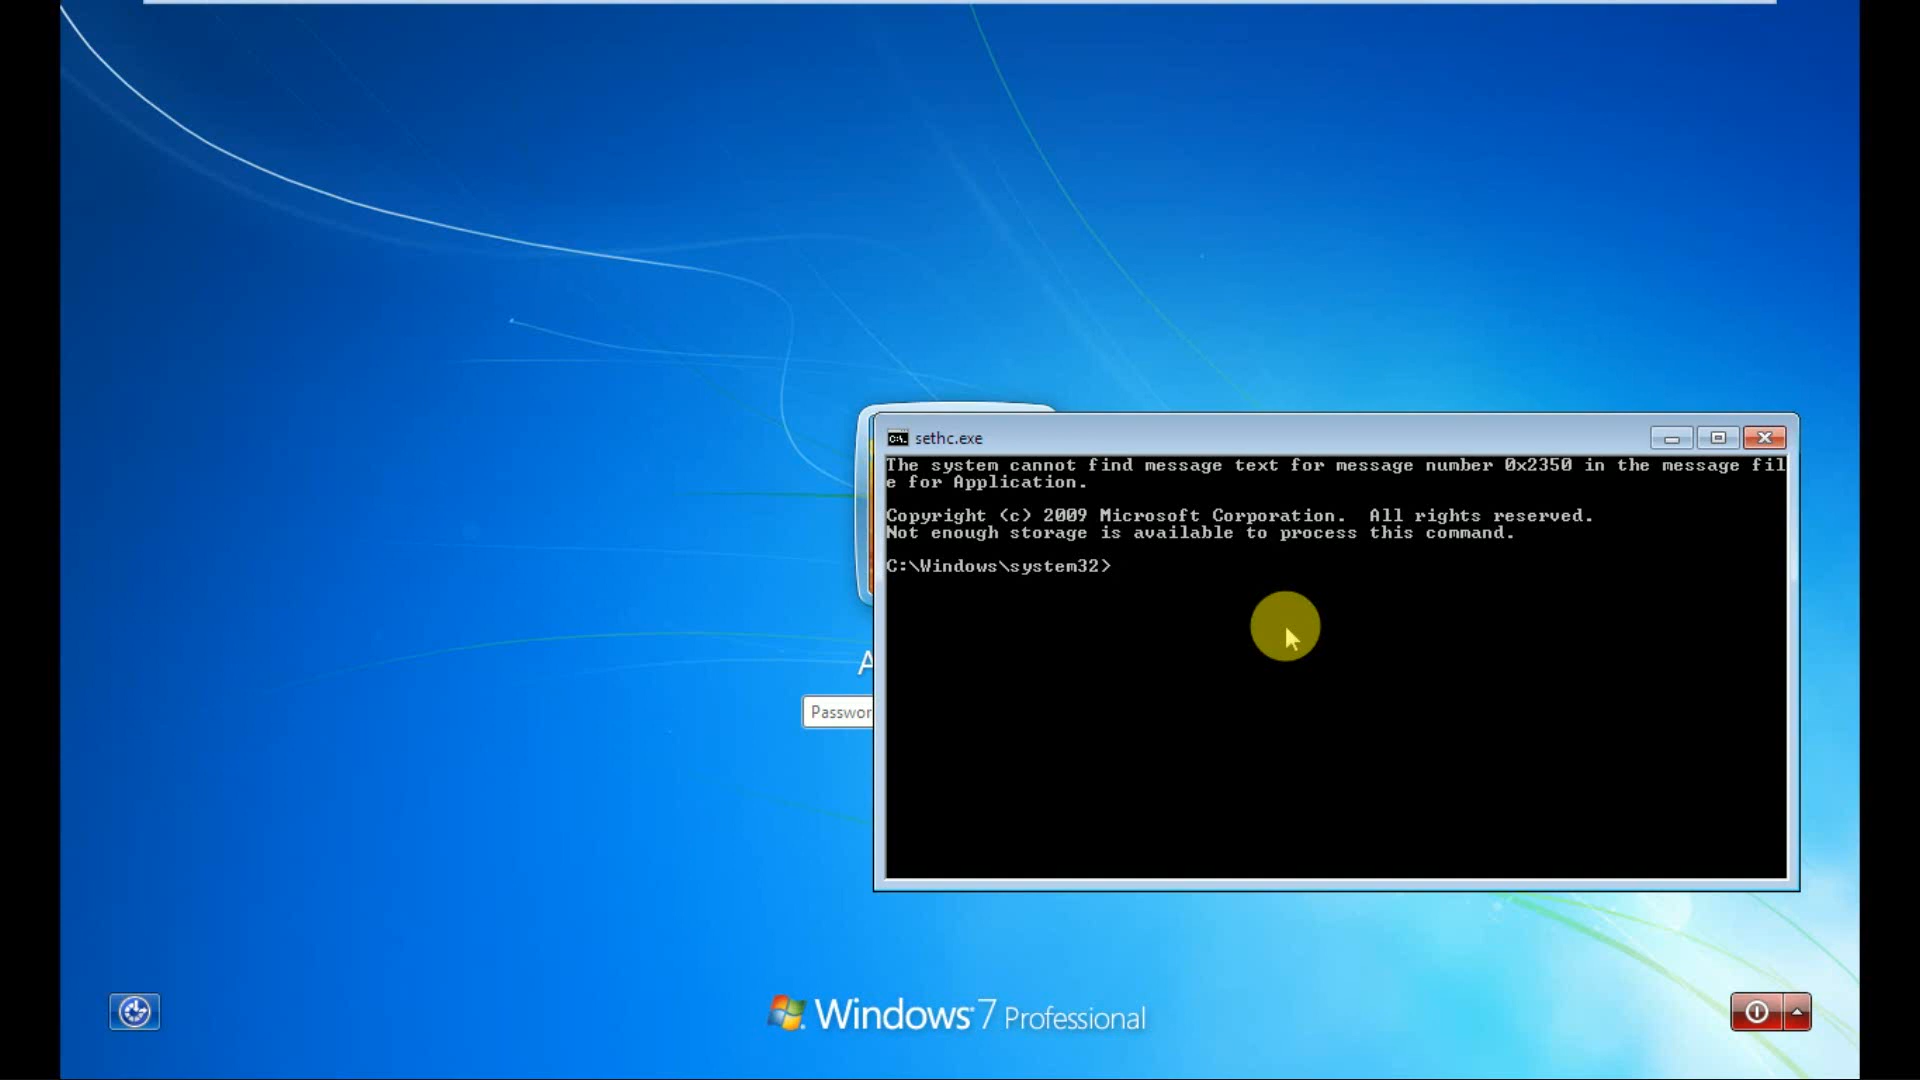 sethc.exe
The system cannot find message text for message number 0x2350 in the message fil
e for Application.
Copyright (c) 2009 Microsoft Corporation.  All rights reserved.
Not enough storage is available to process this command.
C:\Windows\system32>
A
Passwor
Windows 7 Professional